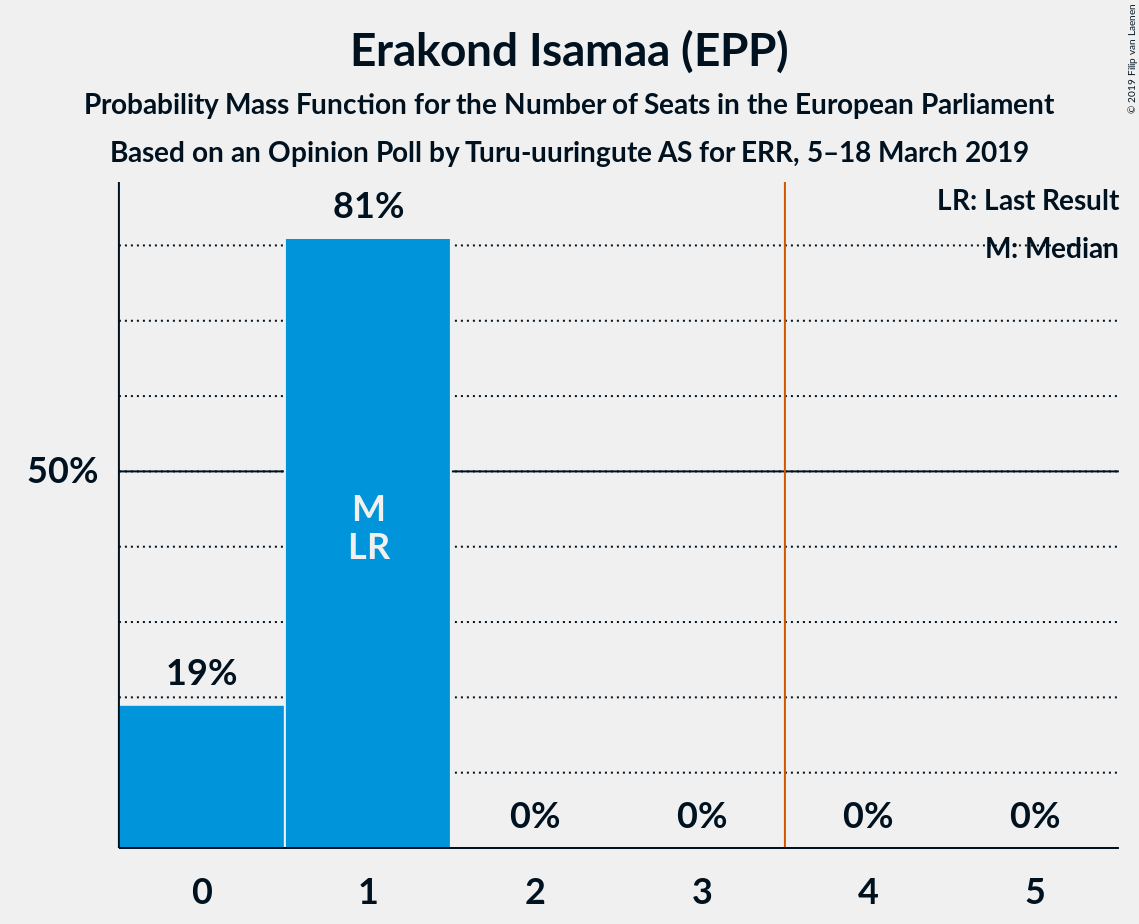 Erakond Isamaa (EPP)
Probability Mass Function for the Number of Seats in the European Parliament
Based on an Opinion Poll by Turu-uuringute AS for ERR, 5–18 March 2019
© 2019 Filip van Laenen
LR: Last Result
M: Median
81%
50%
M
LR
19%
0% 0% 0% 0%
0 1 2 3 4 5